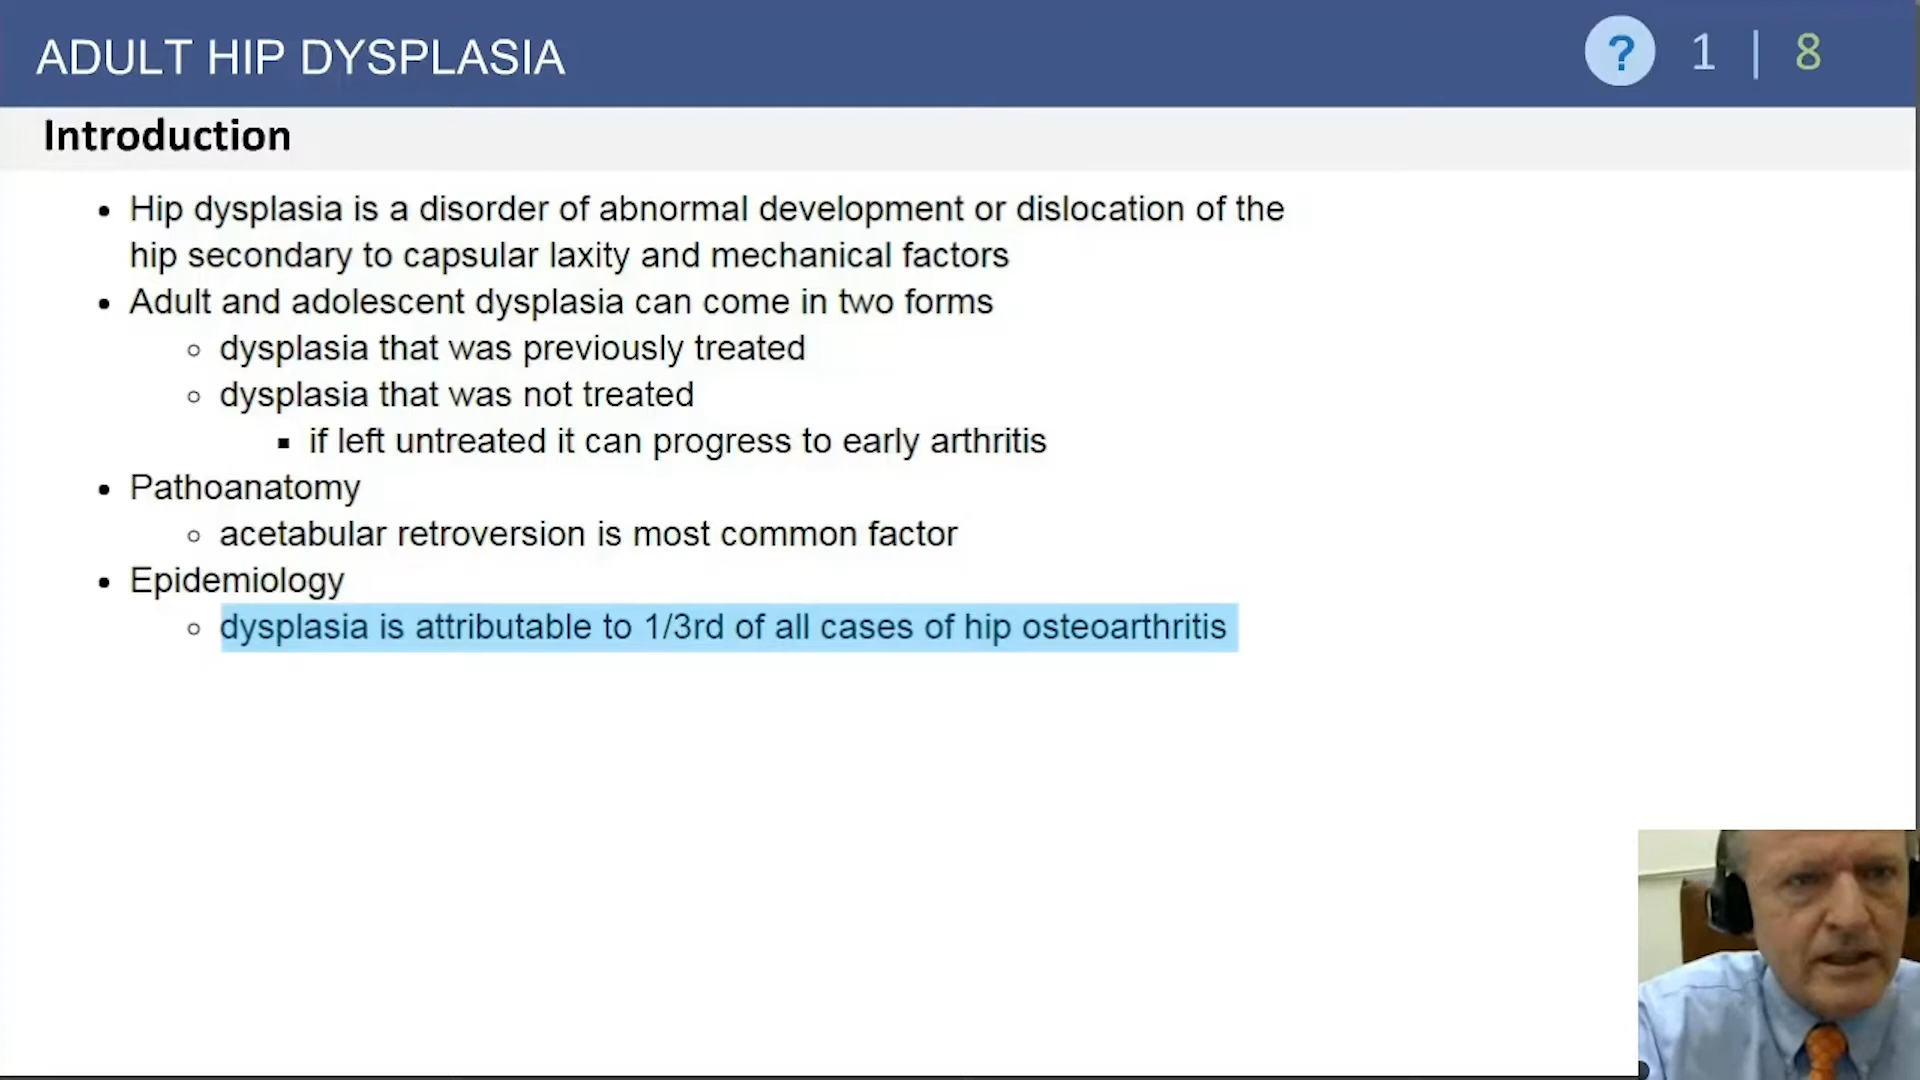 ADULT HIP DYSPLASIA
? 1 | 8
Introduction
• Hip dysplasia is a disorder of abnormal development or dislocation of the
hip secondary to capsular laxity and mechanical factors
• Adult and adolescent dysplasia can come in two forms
○ dysplasia that was previously treated
○ dysplasia that was not treated
▪ if left untreated it can progress to early arthritis
• Pathoanatomy
○ acetabular retroversion is most common factor
• Epidemiology
○ dysplasia is attributable to 1/3rd of all cases of hip osteoarthritis